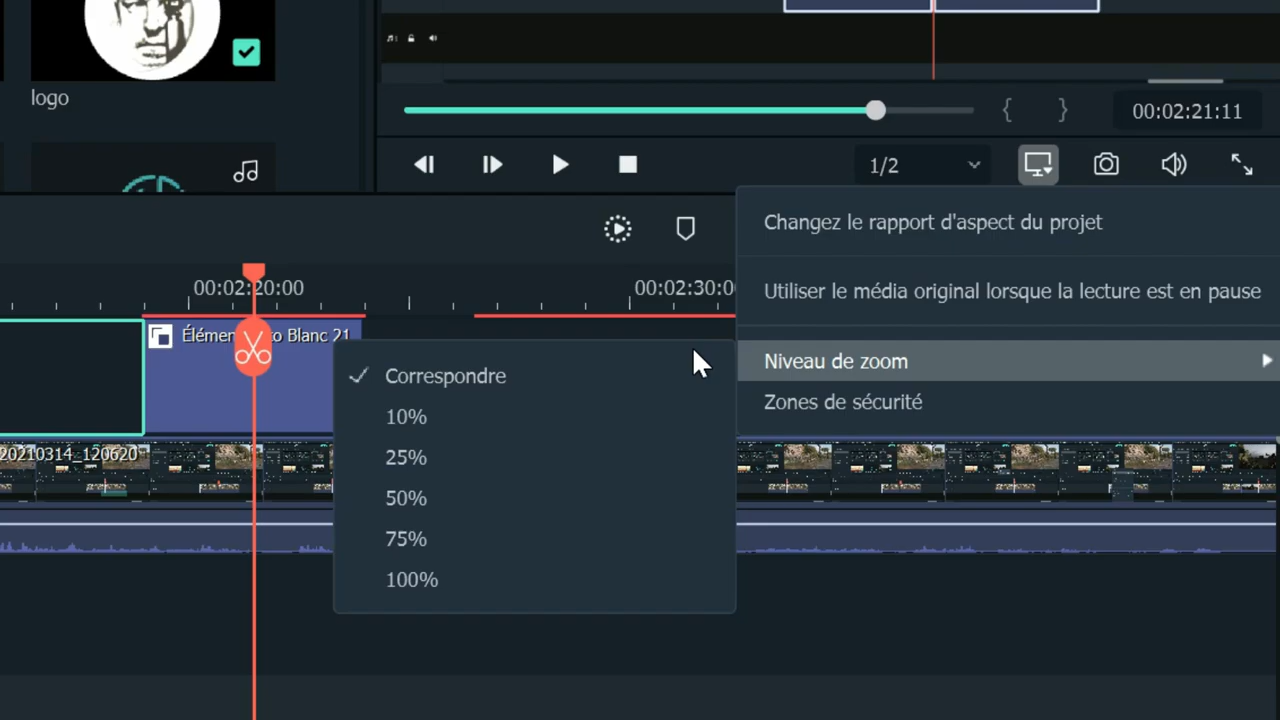 logo
00:02:21:11
1/2
Changez le rapport d'aspect du projet
00:02:20:00
00:02:30:0
Utiliser le média original lorsque la lecture est en pause
Blanc 21
Niveau de zoom
Correspondre
Zones de sécurité
10%
20210314_120620
25%
50%
75%
100%